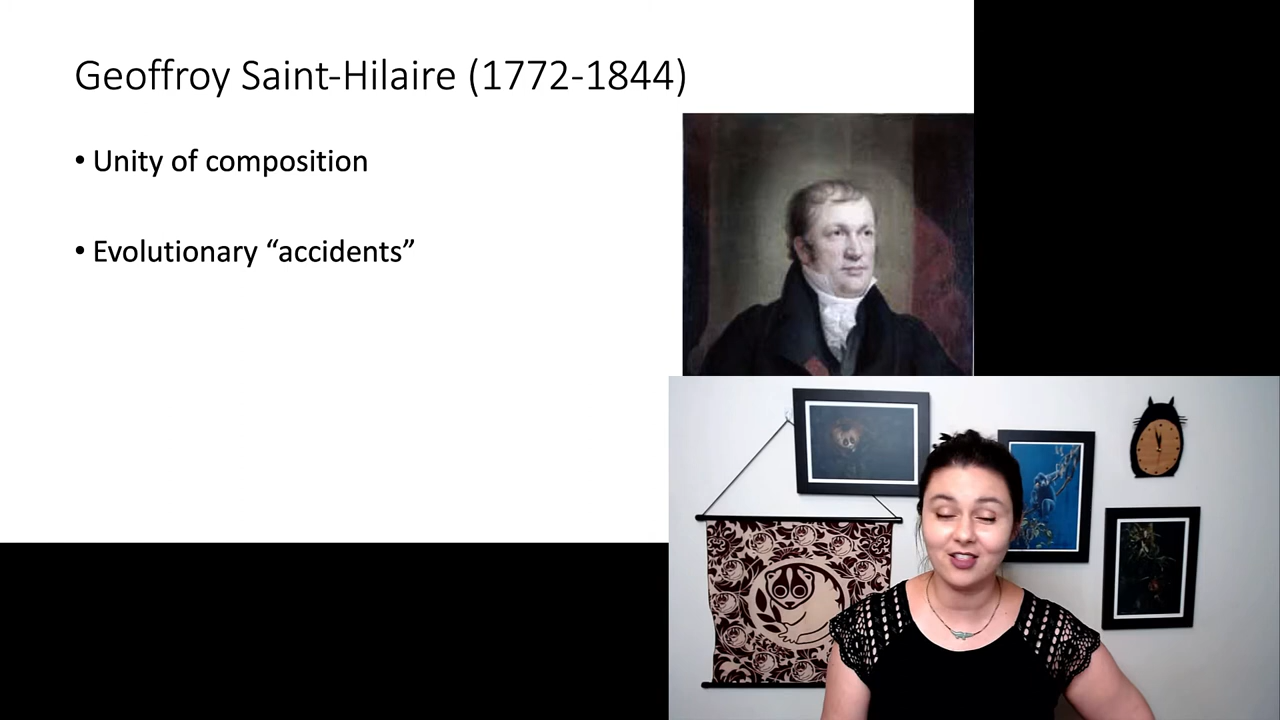 Geoffroy Saint-Hilaire (1772-1844)
• Unity of composition
• Evolutionary “accidents”